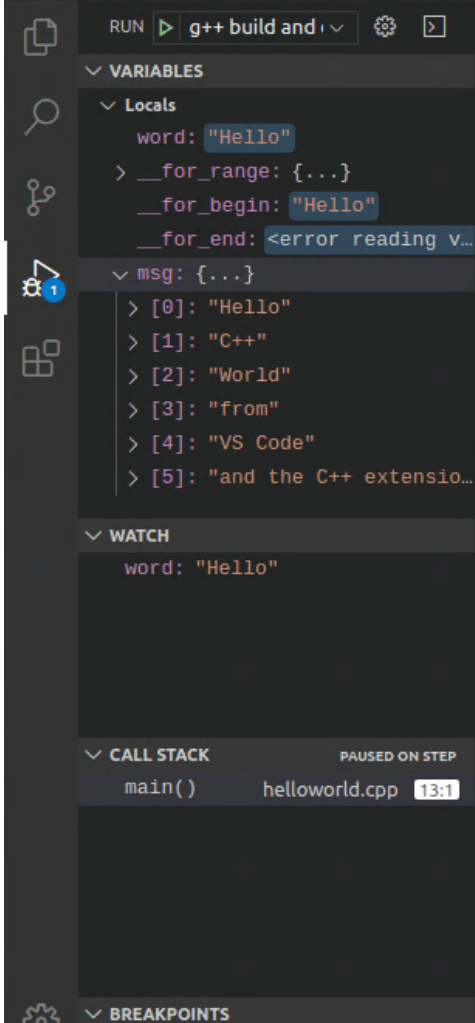 RUN g++ build and
VARIABLES
Locals
word: "Hello"
__for_range: {...}
__for_begin: "Hello"
__for_end: <error reading v…
msg: {...}
[0]: "Hello"
[1]: "C++"
[2]: "World"
[3]: "from"
[4]: "VS Code"
[5]: "and the C++ extensio…
1
WATCH
word: "Hello"
CALL STACK PAUSED ON STEP
main() helloworld.cpp 13:1
BREAKPOINTS